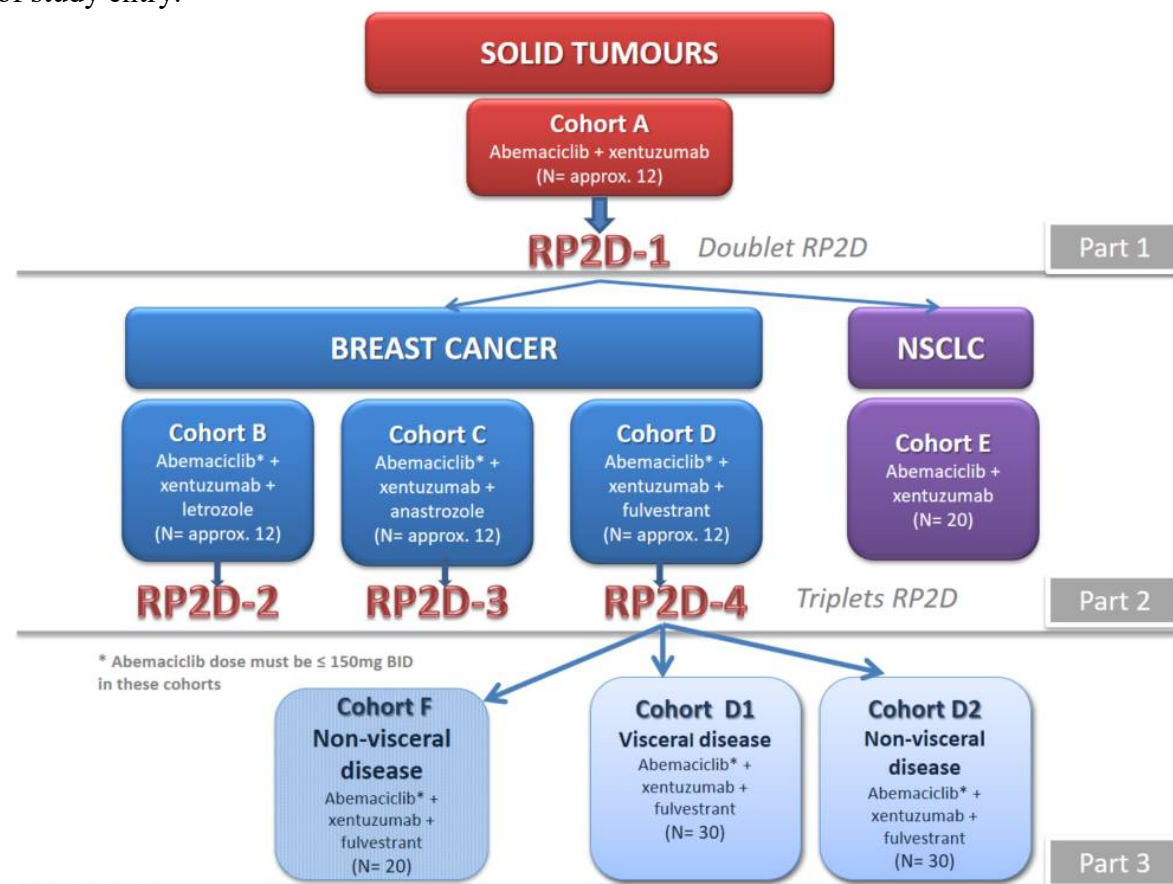 of study entry.
SOLID TUMOURS
Cohort A
Abemaciclib + xentuzumab
(N= approx. 12)
RP2D-1
Doublet RP2D
Part 1
BREAST CANCER
NSCLC
Cohort B
Abemaciclib* +
xentuzumab +
letrozole
(N= approx. 12)
Cohort C
Abemaciclib* +
xentuzumab +
anastrozole
(N= approx. 12)
Cohort D
Abemaciclib* +
xentuzumab +
fulvestrant
(N= approx. 12)
Cohort E
Abemaciclib +
xentuzumab
(N= 20)
RP2D-2
RP2D-3
RP2D-4
Triplets RP2D
Part 2
* Abemaciclib dose must be ≤ 150mg BID
in these cohorts
Cohort F
Non-visceral
disease
Abemaciclib* +
xentuzumab +
fulvestrant
(N= 20)
Cohort D1
Visceral disease
Abemaciclib* +
xentuzumab +
fulvestrant
(N= 30)
Cohort D2
Non-visceral
disease
Abemaciclib* +
xentuzumab +
fulvestrant
(N= 30)
Part 3